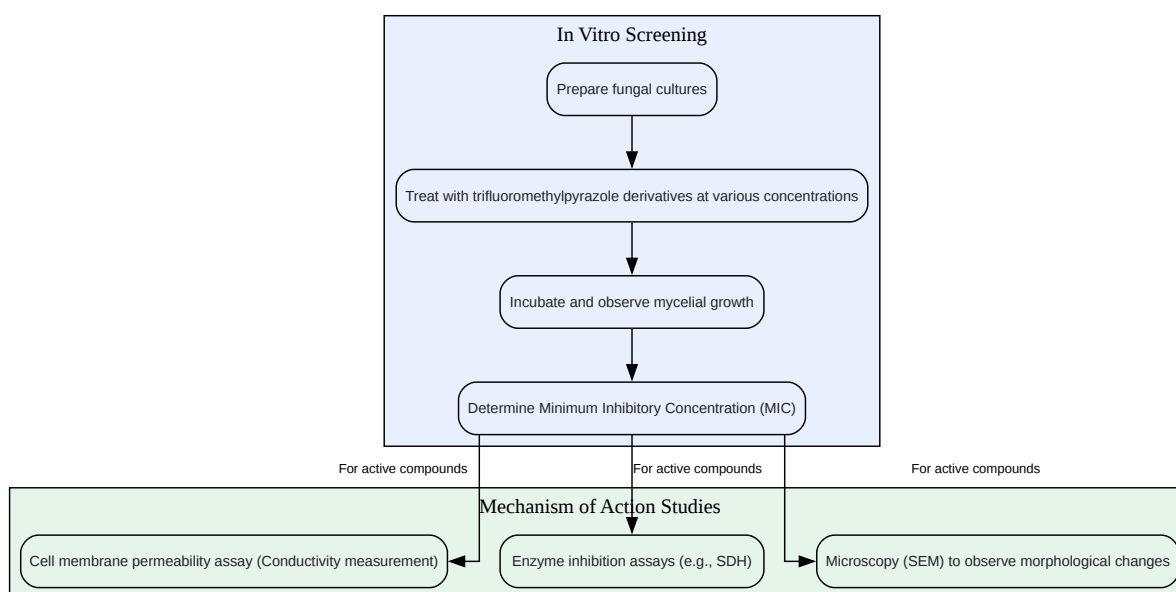 In Vitro Screening
Prepare fungal cultures
Treat with trifluoromethylpyrazole derivatives at various concentrations
Incubate and observe mycelial growth
Determine Minimum Inhibitory Concentration (MIC)
For active compounds
For active compounds
For active compounds
Mechanism of Action Studies
Cell membrane permeability assay (Conductivity measurement)
Enzyme inhibition assays (e.g., SDH)
Microscopy (SEM) to observe morphological changes